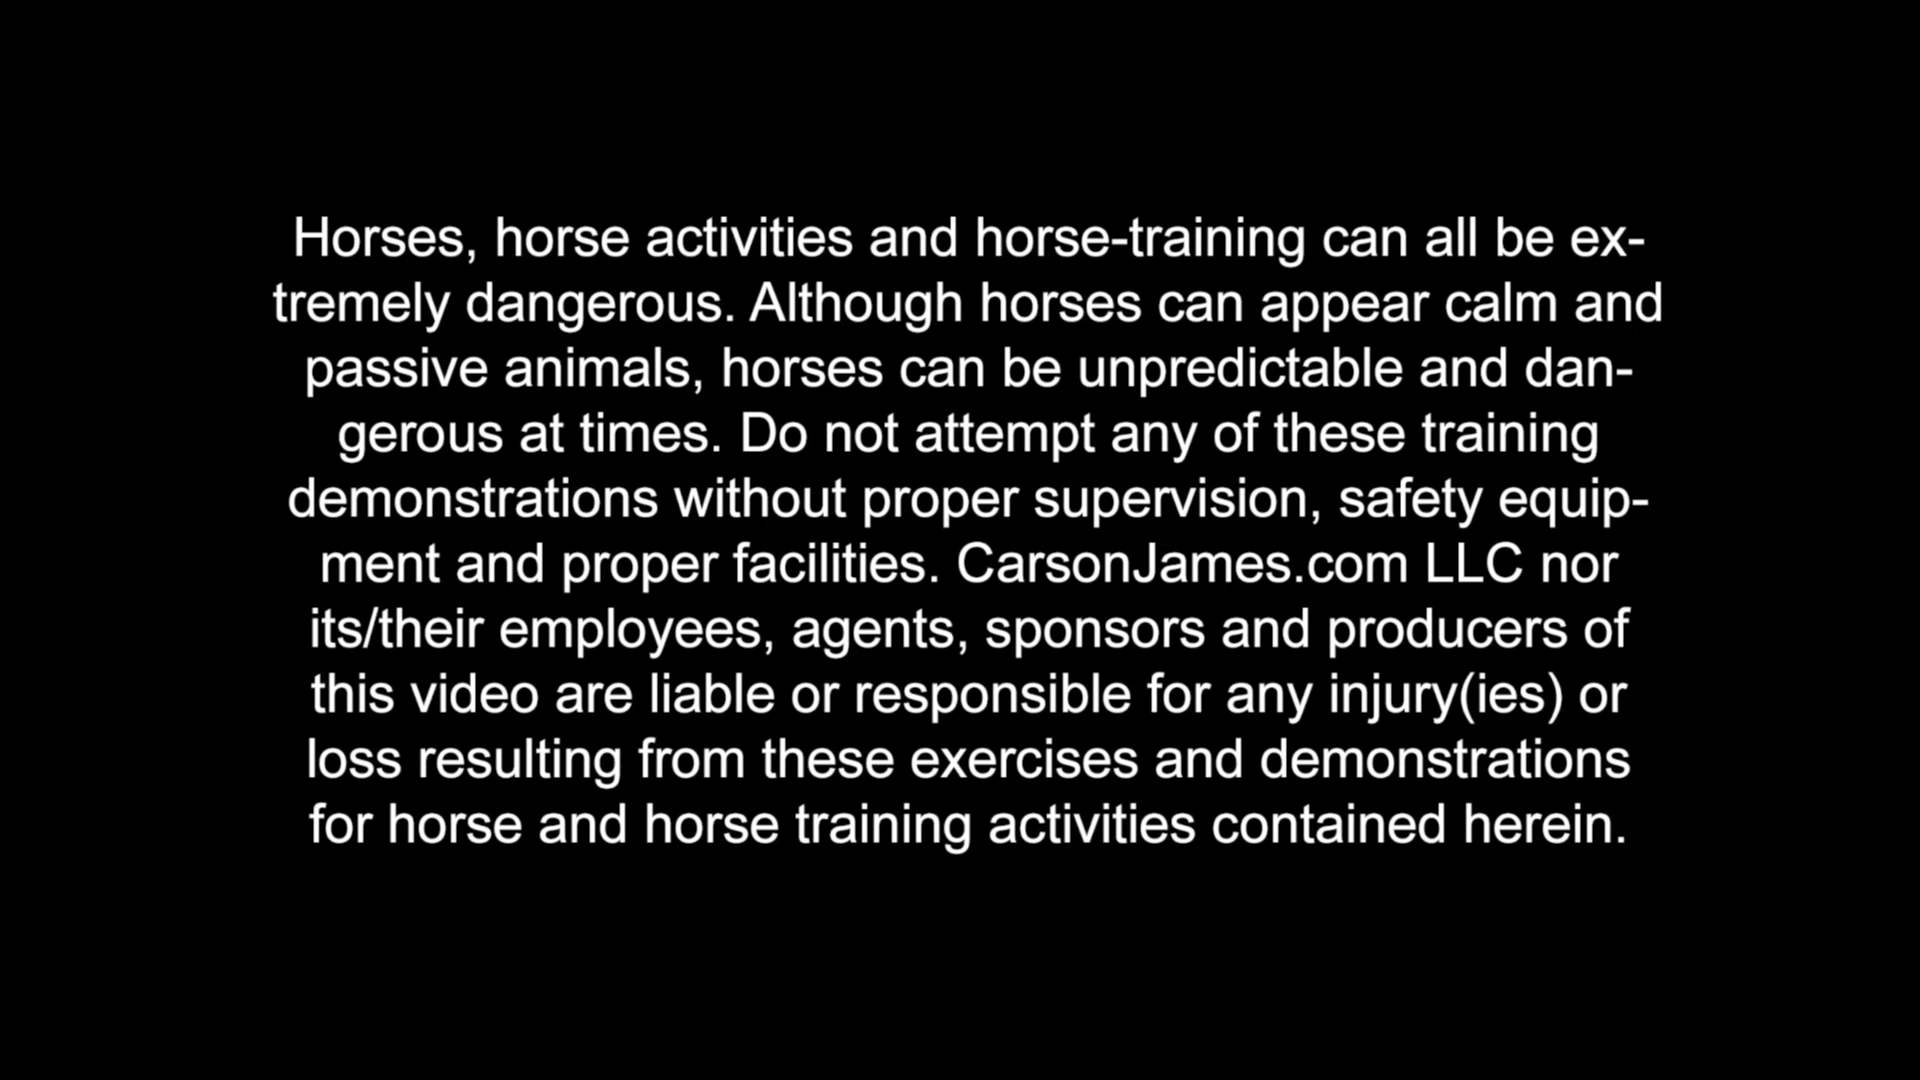 Horses, horse activities and horse-training can all be ex-
tremely dangerous. Although horses can appear calm and
passive animals, horses can be unpredictable and dan-
gerous at times. Do not attempt any of these training
demonstrations without proper supervision, safety equip-
ment and proper facilities. CarsonJames.com LLC nor
its/their employees, agents, sponsors and producers of
this video are liable or responsible for any injury(ies) or
loss resulting from these exercises and demonstrations
for horse and horse training activities contained herein.